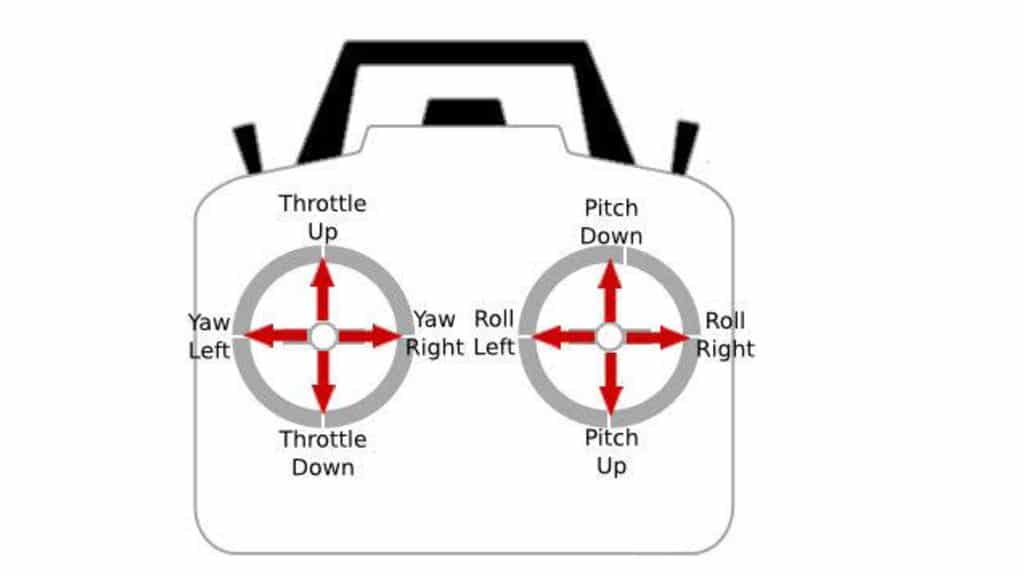 Throttle
Up
Pitch
Down
Yaw
Left
Yaw
Right
Roll
Left
Roll
Right
Throttle
Down
Pitch
Up